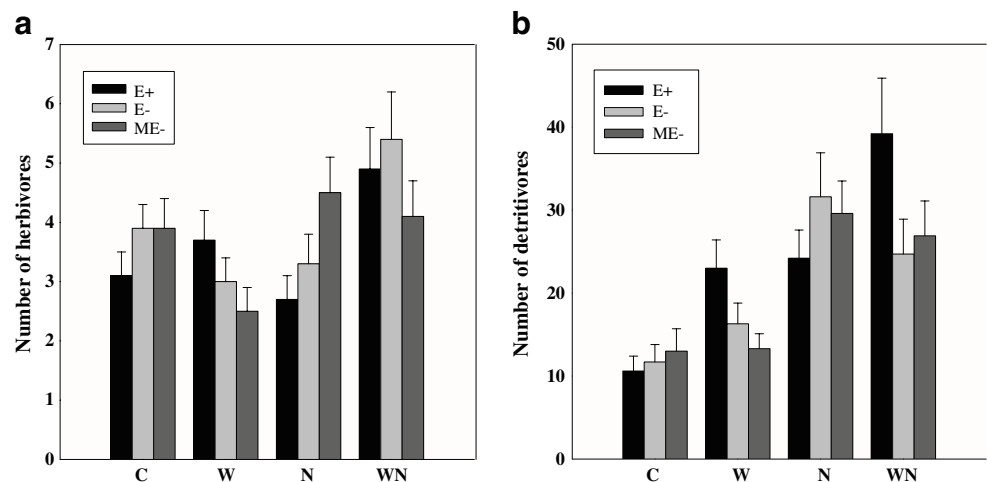 a
Number of herbivores
7
6
5
4
3
2
1
0
E+
E-
ME-
C W N WN
b
Number of detritivores
50
40
30
20
10
0
E+
E-
ME-
C W N WN